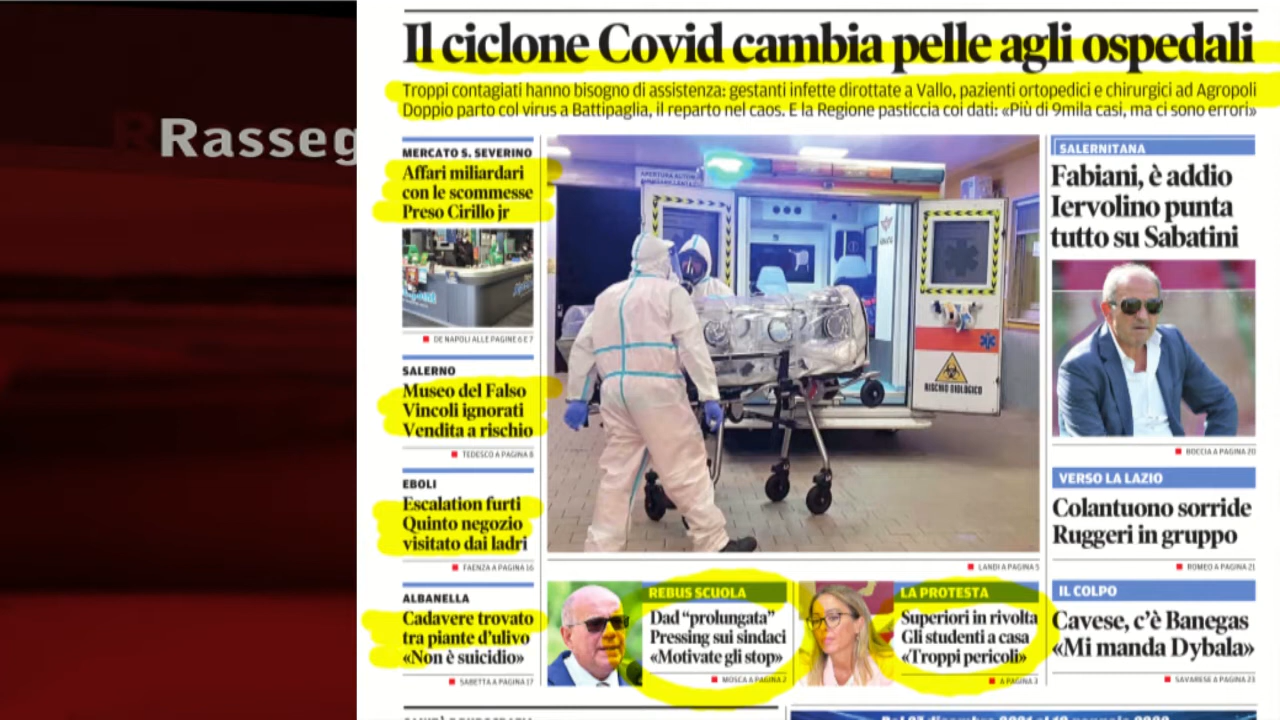 RRasseg
Il ciclone Covid cambia pelle agli ospedali
Troppi contagiati hanno bisogno di assistenza: gestanti infette dirottate a Vallo, pazienti ortopedici e chirurgici ad Agropoli
Doppio parto col virus a Battipaglia, il reparto nel caos. E la Regione pasticcia coi dati: «Più di 9mila casi, ma ci sono errori»
MERCATO S. SEVERINO
Affari miliardari
con le scommesse
Preso Cirillo jr
DE NAPOLI ALLE PAGINE 6 E 7
SALERNO
Museo del Falso
Vincoli ignorati
Vendita a rischio
TEDESCO A PAGINA 8
EBOLI
Escalation furti
Quinto negozio
visitato dai ladri
FAENZA A PAGINA 16
ALBANELLA
Cadavere trovato
tra piante d'ulivo
«Non è suicidio»
SABETTA A PAGINA 17
RISCHIO BIOLOGICO
LANDI A PAGINA 5
REBUS SCUOLA
Dad "prolungata"
Pressing sui sindaci
«Motivate gli stop»
MOSCA A PAGINA 2
LA PROTESTA
Superiori in rivolta
Gli studenti a casa
«Troppi pericoli»
A PAGINA 3
SALERNITANA
Fabiani, è addio
Iervolino punta
tutto su Sabatini
BOCCIA A PAGINA 20
VERSO LA LAZIO
Colantuono sorride
Ruggeri in gruppo
ROMEO A PAGINA 21
IL COLPO
Cavese, c'è Banegas
«Mi manda Dybala»
SAVARESE A PAGINA 23